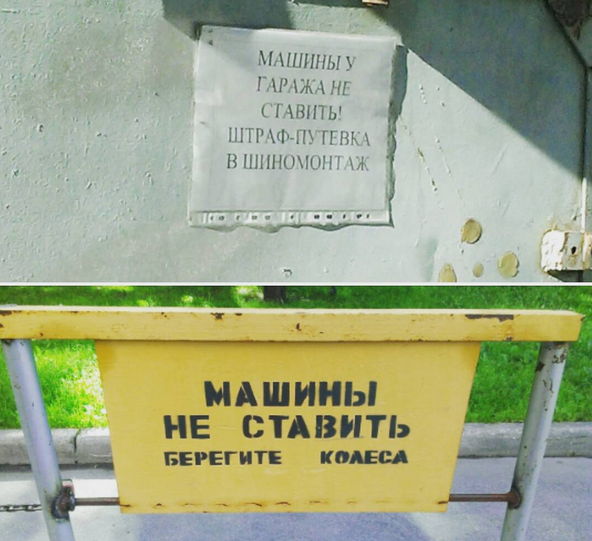 МАШИНЫ У
ГАРАЖА НЕ
СТАВИТЬ!
ШТРАФ-ПУТЕВКА
В ШИНОМОНТАЖ
МАШИНЫ
НЕ СТАВИТЬ
БЕРЕГИТЕ КОЛЕСА